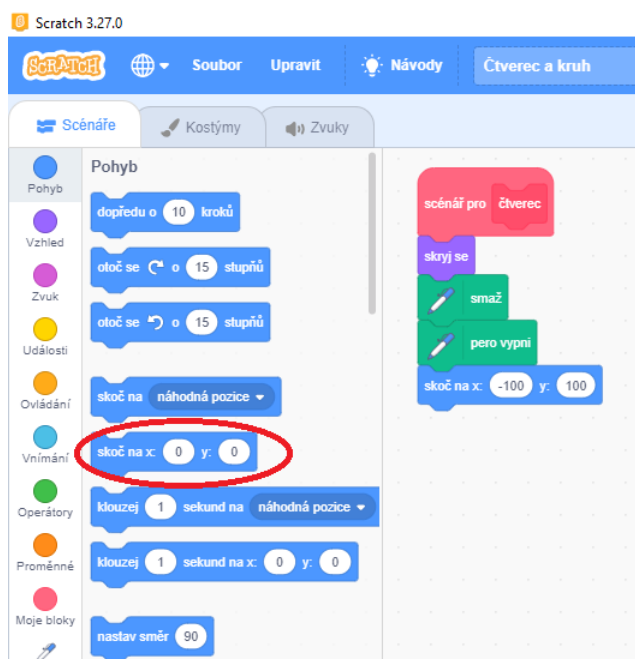 Scratch 3.27.0
SCRATCH Soubor Upravit Návody Čtverec a kruh
Scénáře Kostýmy Zvuky
Pohyb
Vzhled
Zvuk
Události
Ovládání
Vnímání
Operátory
Proměnné
Moje bloky
Pohyb
dopředu o 10 kroků
otoč se o 15 stupňů
otoč se o 15 stupňů
skoč na náhodná pozice
skoč na x: 0 y: 0
klouzej 1 sekund na náhodná pozice
klouzej 1 sekund na x: 0 y: 0
nastav směr 90
scénář pro čtverec
skryj se
smaž
pero vypni
skoč na x: -100 y: 100